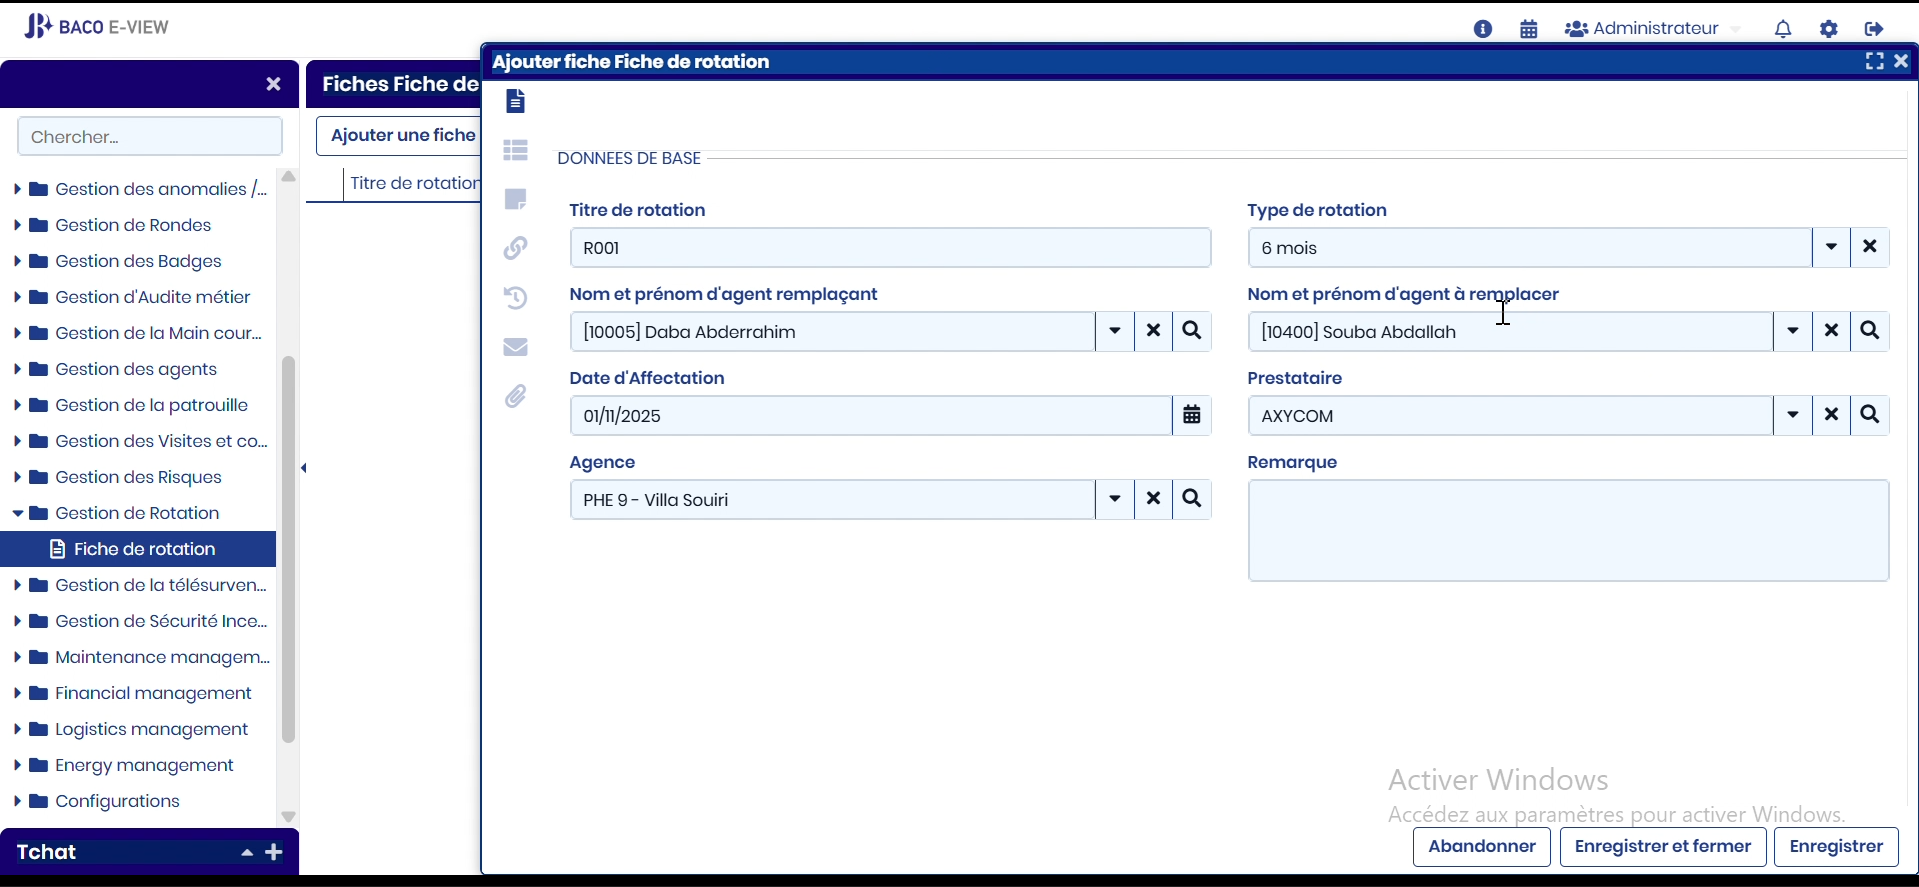 BACO E-VIEW
Administrateur
Ajouter fiche Fiche de rotation
Fiches Fiche de
Chercher...
Ajouter une fiche
Titre de rotation
Gestion des anomalies /...
Gestion de Rondes
Gestion des Badges
Gestion d'Audite métier
Gestion de la Main cour...
Gestion des agents
Gestion de la patrouille
Gestion des Visites et co...
Gestion des Risques
Gestion de Rotation
Fiche de rotation
Gestion de la télésurven...
Gestion de Sécurité Ince...
Maintenance managem...
Financial management
Logistics management
Energy management
Configurations
Tchat
DONNEES DE BASE
Titre de rotation
R001
Type de rotation
6 mois
Nom et prénom d'agent remplaçant
[10005] Daba Abderrahim
Nom et prénom d'agent à remplacer
[10400] Souba Abdallah
Date d'Affectation
01/11/2025
Prestataire
AXYCOM
Agence
PHE 9 - Villa Souiri
Remarque
Activer Windows
Accédez aux paramètres pour activer Windows.
Abandonner
Enregistrer et fermer
Enregistrer